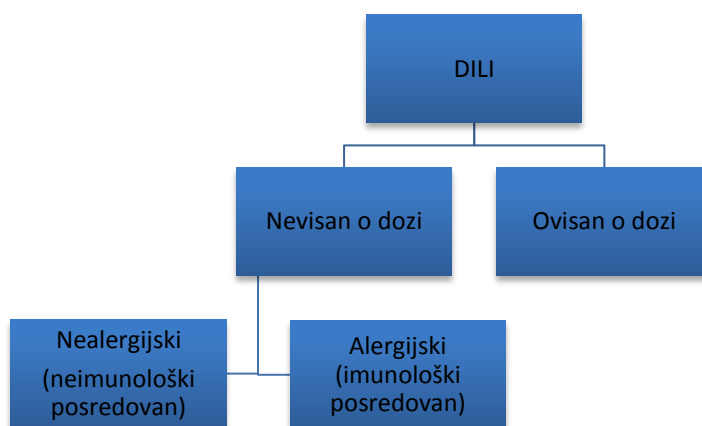 DILI
Nevisan o dozi
Ovisan o dozi
Nealergijski
(neimunološki
posredovan)
Alergijski
(imunološki
posredovan)